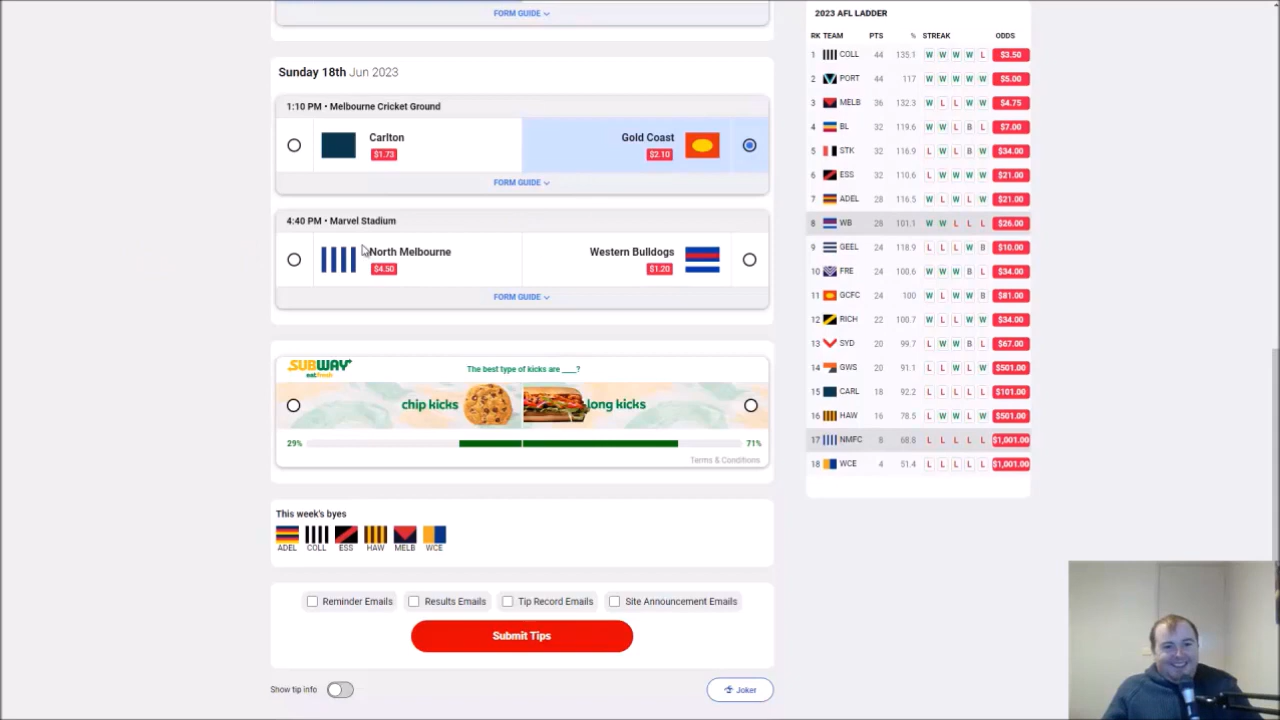 FORM GUIDE
Sunday 18th Jun 2023
1:10 PM • Melbourne Cricket Ground
Carlton
$1.73
Gold Coast
$2.10
FORM GUIDE
4:40 PM • Marvel Stadium
North Melbourne
$4.50
Western Bulldogs
$1.20
FORM GUIDE
SUBWAY
eat fresh
The best type of kicks are ___?
chip kicks
long kicks
29%
71%
Terms & Conditions
This week's byes
ADEL COLL ESS HAW MELB WCE
Reminder Emails Results Emails Tip Record Emails Site Announcement Emails
Submit Tips
Show tip info
Joker
2023 AFL LADDER
RK TEAM PTS % STREAK ODDS
1 COLL 44 135.1 W W W W L $3.50
2 PORT 44 117 W W W W W $5.00
3 MELB 36 132.3 W L L W W $4.75
4 BL 32 119.6 W W L B L $7.00
5 STK 32 116.9 L W L B W $34.00
6 ESS 32 110.6 L W W W W $21.00
7 ADEL 28 116.5 W L W L W $21.00
8 WB 28 101.1 W W L L L $26.00
9 GEEL 24 118.9 L L L W B $10.00
10 FRE 24 100.6 W W W B L $34.00
11 GCFC 24 100 W L W W B $81.00
12 RICH 22 100.7 W L L W W $34.00
13 SYD 20 99.7 L W W B L $67.00
14 GWS 20 91.1 L L W L W $501.00
15 CARL 18 92.2 L L L L L $101.00
16 HAW 16 78.5 L W W L W $501.00
17 NMFC 8 68.8 L L L L L $1,001.00
18 WCE 4 51.4 L L L L L $1,001.00